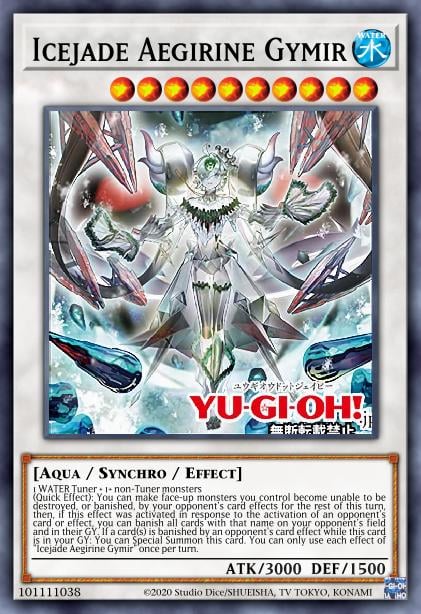 Icejade Aegirine Gymir
WATER
水
ユウギオウドットジェイピー
YU-GI-OH!
無断転載禁止
[Aqua / Synchro / Effect]
1 WATER Tuner + 1+ non-Tuner monsters
(Quick Effect): You can make face-up monsters you control become unable to be
destroyed, or banished, by your opponent's card effects for the rest of this turn,
then, if this effect was activated in response to the activation of an opponent's
card or effect, you can banish all cards with that name on your opponent's field
and in their GY. If a card(s) is banished by an opponent's card effect while this card
is in your GY: You can Special Summon this card. You can only use each effect of
"Icejade Aegirine Gymir" once per turn.
ATK/3000 DEF/1500
101111038
©2020 Studio Dice/SHUEISHA, TV TOKYO, KONAMI